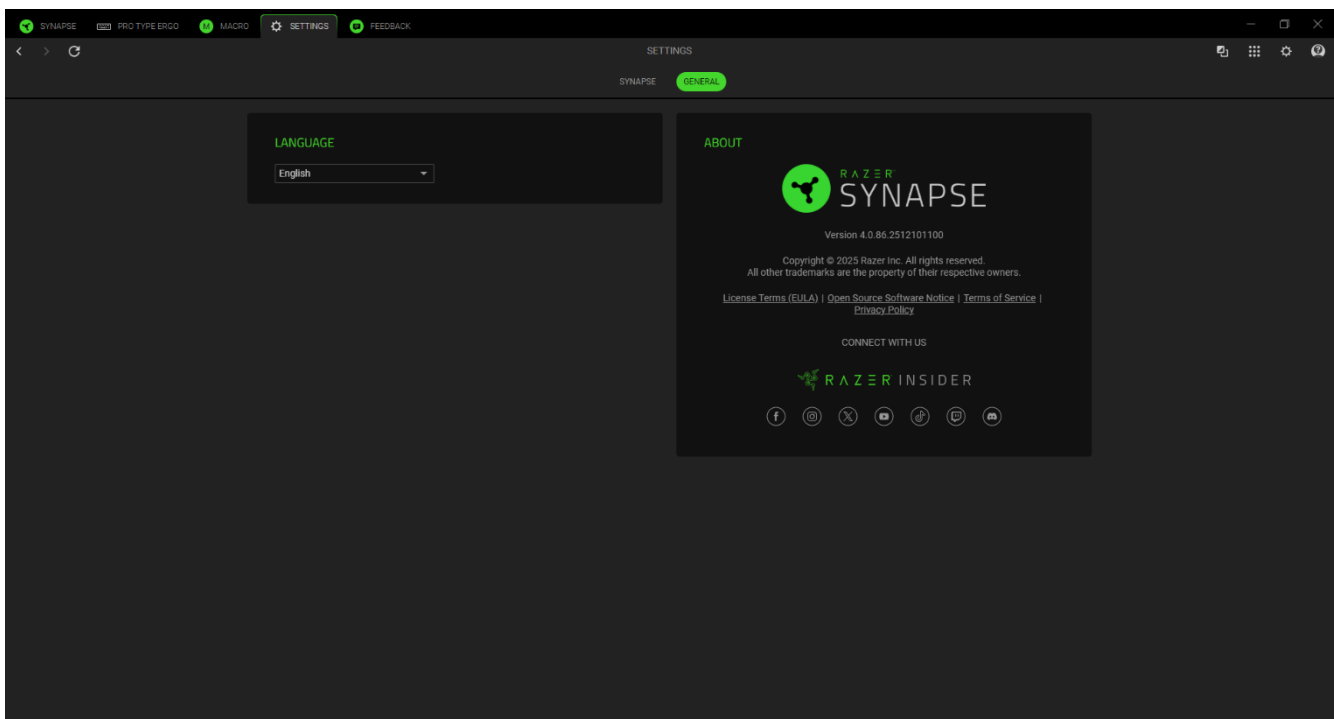 SYNAPSE PRO TYPE ERGO M MACRO SETTINGS FEEDBACK
SETTINGS
SYNAPSE GENERAL
LANGUAGE
English
ABOUT
RAZER
SYNAPSE
Version 4.0.86.2512101100
Copyright © 2025 Razer Inc. All rights reserved.
All other trademarks are the property of their respective owners.
License Terms (EULA) | Open Source Software Notice | Terms of Service |
Privacy Policy
CONNECT WITH US
RAZER INSIDER